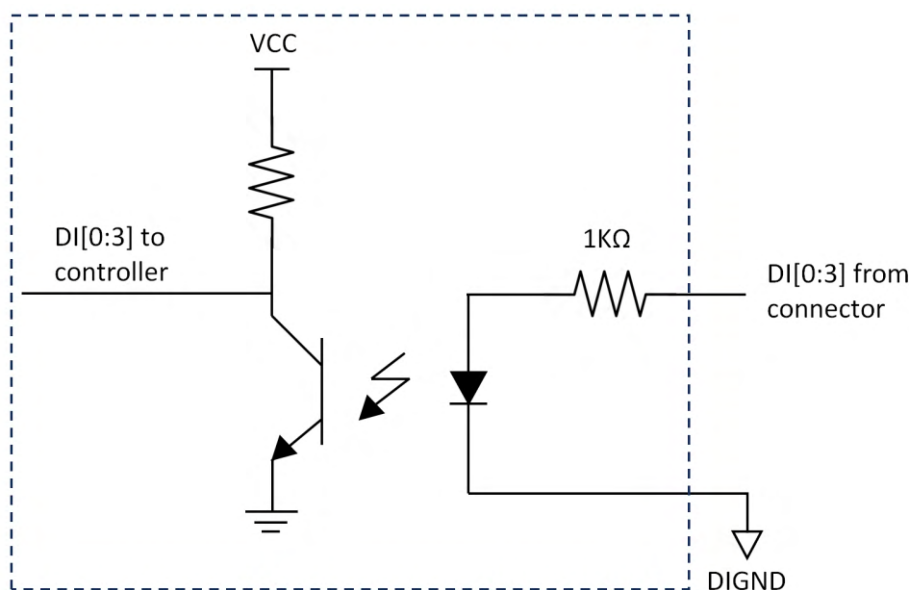 VCC
DI[0:3] to
controller
1KΩ
DI[0:3] from
connector
DIGND